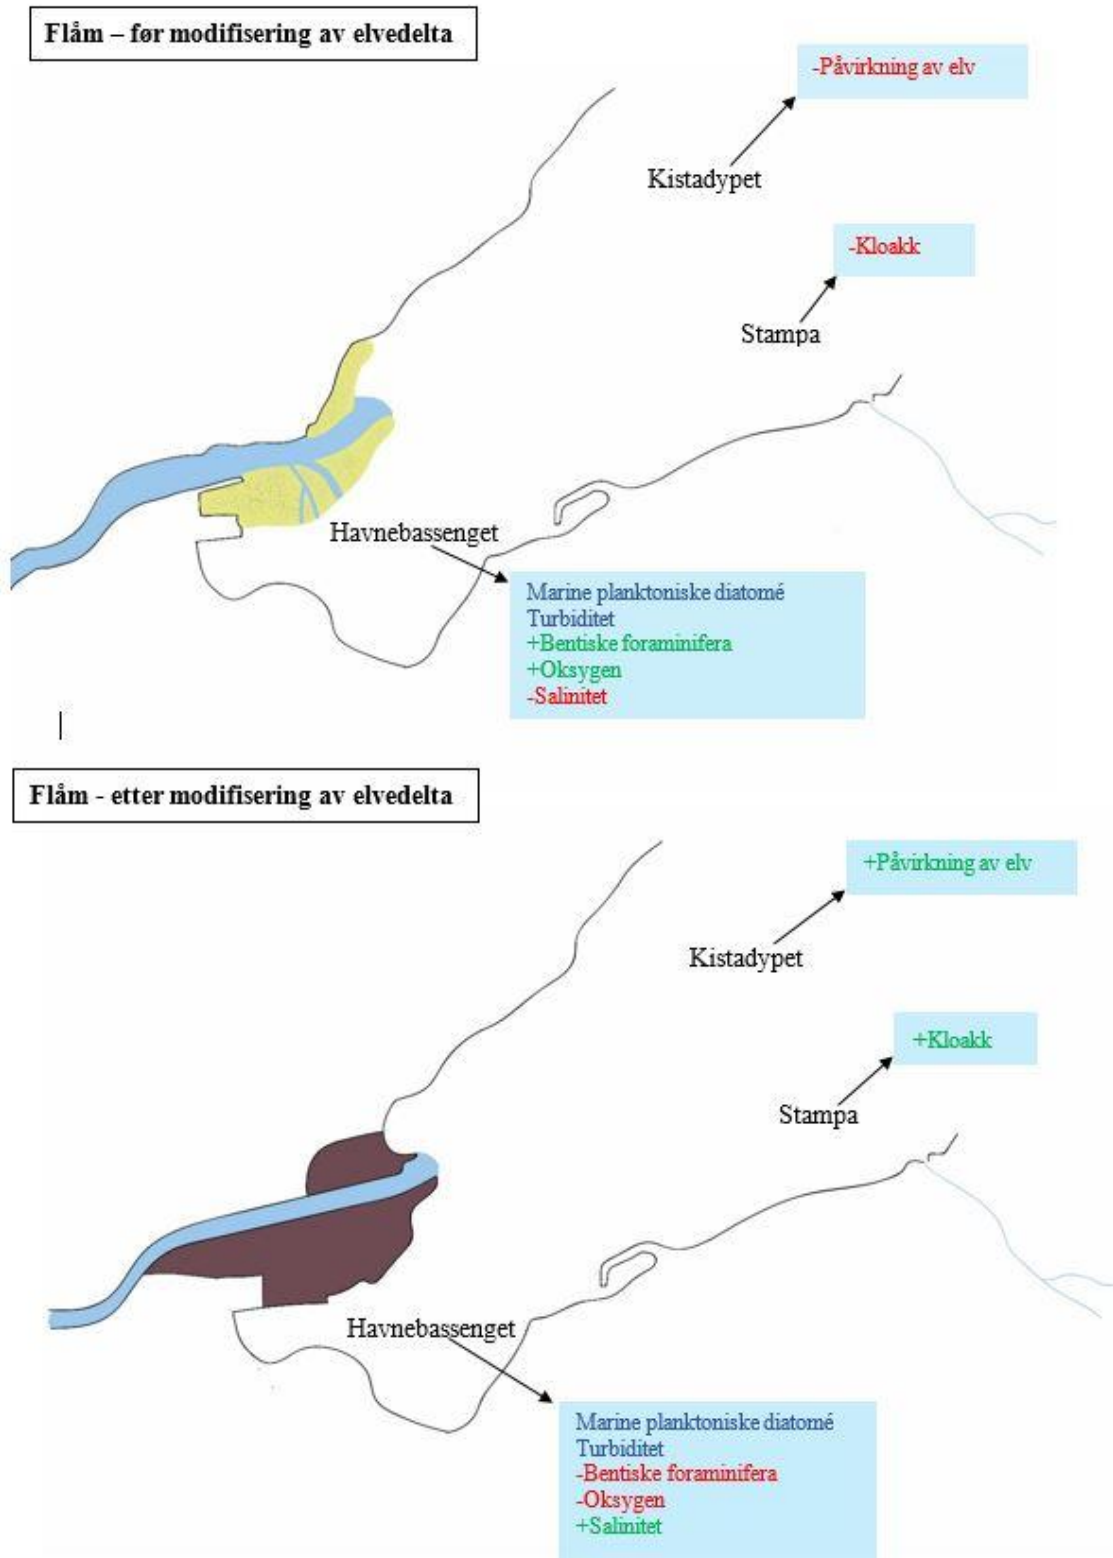 Flåm – før modifisering av elvedelta
-Påvirkning av elv
Kistadypet
-Kloakk
Stampa
Havnebassenget
Marine planktoniske diatomé
Turbiditet
+Bentiske foraminifera
+Oksygen
-Salinitet
Flåm - etter modifisering av elvedelta
+Påvirkning av elv
Kistadypet
+Kloakk
Stampa
Havnebassenget
Marine planktoniske diatomé
Turbiditet
-Bentiske foraminifera
-Oksygen
+Salinitet